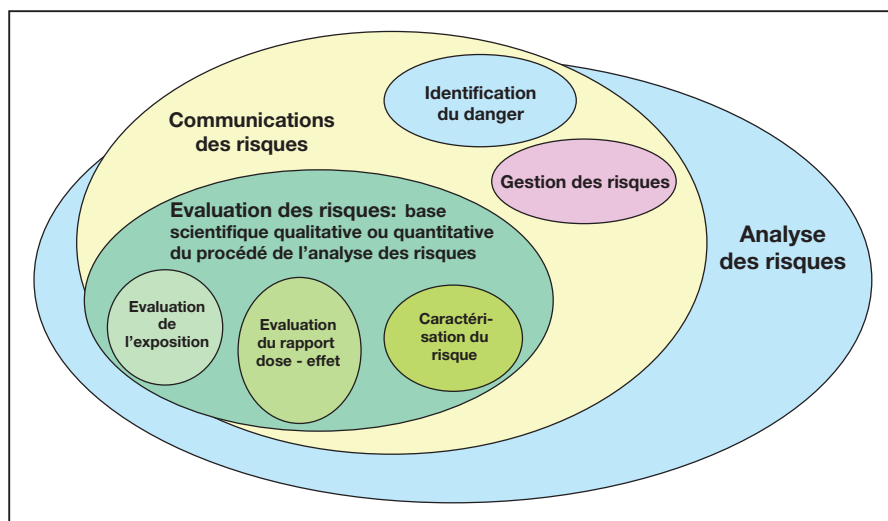 Identification
du danger
Communications
des risques
Gestion des risques
Evaluation des risques: base
scientifique qualitative ou quantitative
du procédé de l'analyse des risques
Analyse
des risques
Evaluation
de
l'exposition
Evaluation
du rapport
dose - effet
Caractéri-
sation du
risque